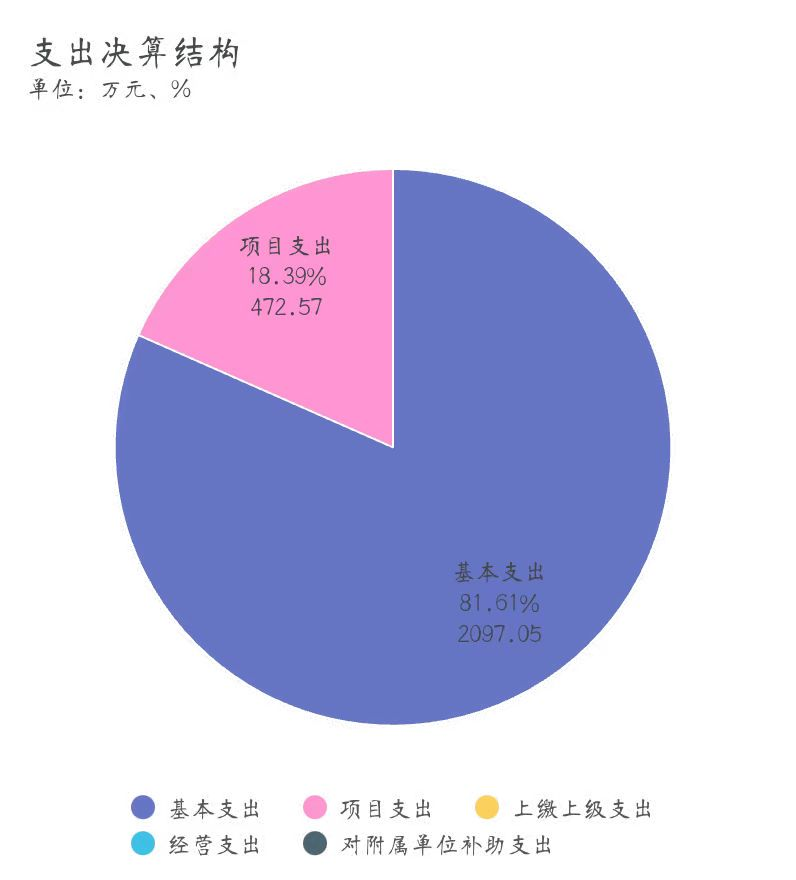 支出决算结构
单位：万元、%
项目支出
18.39%
472.57
基本支出
81.61%
2097.05
基本支出 项目支出 上缴上级支出
经营支出 对附属单位补助支出